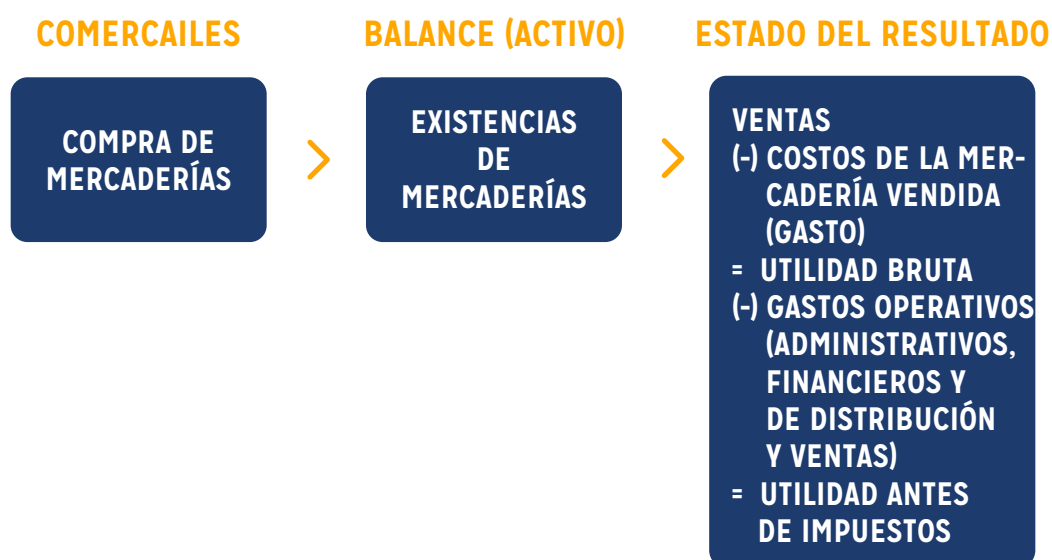 COMERCAILES
BALANCE (ACTIVO)
ESTADO DEL RESULTADO
COMPRA DE
MERCADERÍAS
EXISTENCIAS
DE
MERCADERÍAS
VENTAS
(-) COSTOS DE LA MER-
CADERÍA VENDIDA
(GASTO)
= UTILIDAD BRUTA
(-) GASTOS OPERATIVOS
(ADMINISTRATIVOS,
FINANCIEROS Y
DE DISTRIBUCIÓN
Y VENTAS)
= UTILIDAD ANTES
DE IMPUESTOS